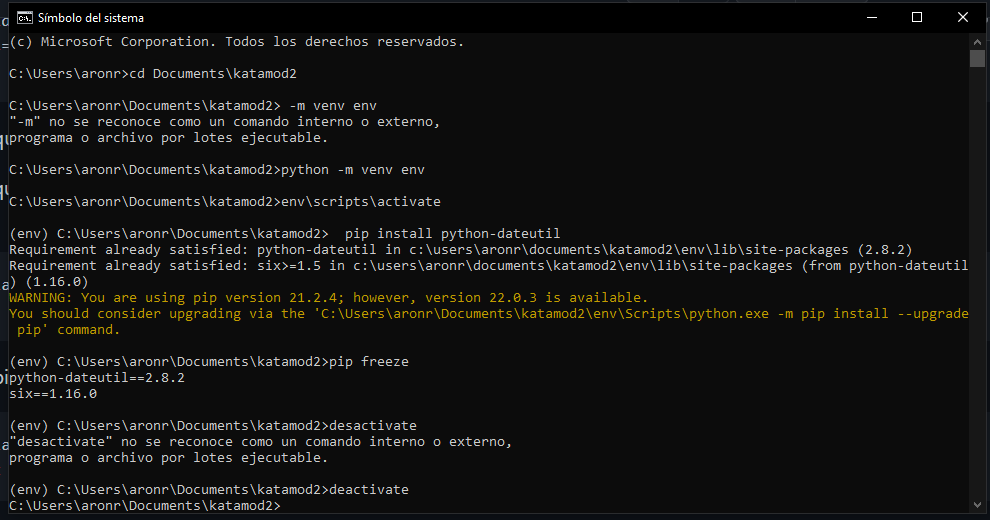 Símbolo del sistema
(c) Microsoft Corporation. Todos los derechos reservados.
C:\Users\aronr>cd Documents\katamod2
C:\Users\aronr\Documents\katamod2> -m venv env
"-m" no se reconoce como un comando interno o externo,
programa o archivo por lotes ejecutable.
C:\Users\aronr\Documents\katamod2>python -m venv env
C:\Users\aronr\Documents\katamod2>env\scripts\activate
(env) C:\Users\aronr\Documents\katamod2>  pip install python-dateutil
Requirement already satisfied: python-dateutil in c:\users\aronr\documents\katamod2\env\lib\site-packages (2.8.2)
Requirement already satisfied: six>=1.5 in c:\users\aronr\documents\katamod2\env\lib\site-packages (from python-dateutil
) (1.16.0)
WARNING: You are using pip version 21.2.4; however, version 22.0.3 is available.
You should consider upgrading via the 'C:\Users\aronr\Documents\katamod2\env\Scripts\python.exe -m pip install --upgrade
 pip' command.
(env) C:\Users\aronr\Documents\katamod2>pip freeze
python-dateutil==2.8.2
six==1.16.0
(env) C:\Users\aronr\Documents\katamod2>desactivate
"desactivate" no se reconoce como un comando interno o externo,
programa o archivo por lotes ejecutable.
(env) C:\Users\aronr\Documents\katamod2>deactivate
C:\Users\aronr\Documents\katamod2>